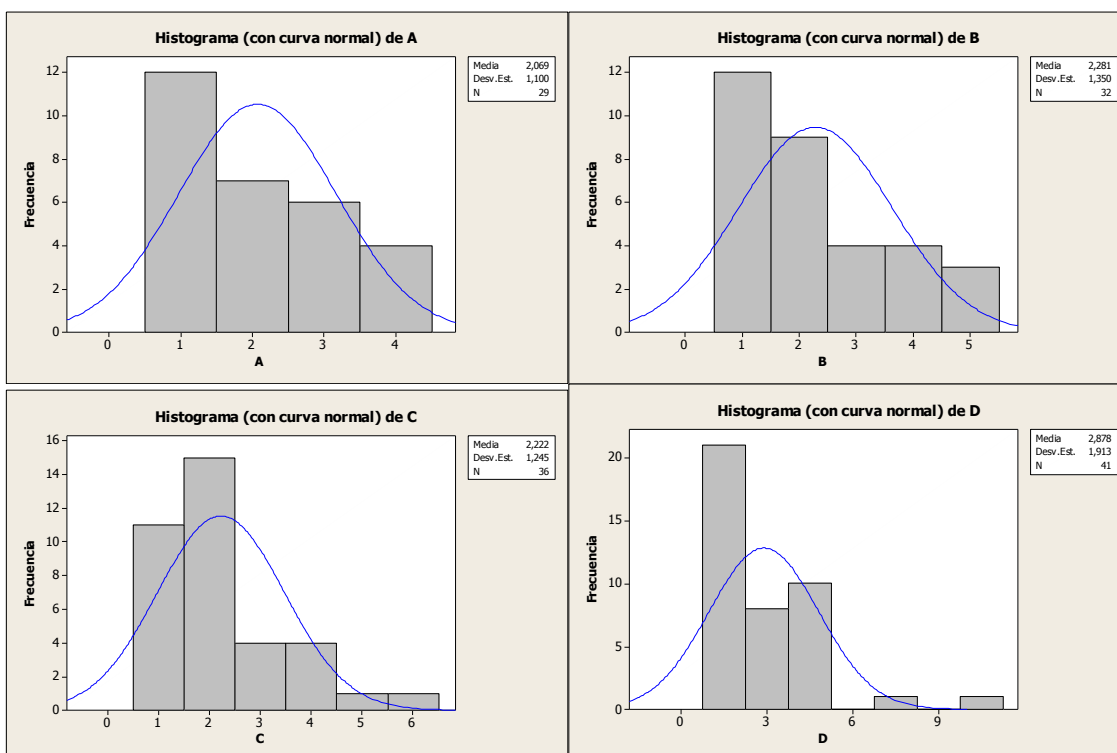 Histograma (con curva normal) de A
Media 2,069
Desv.Est. 1,100
N 29
12
10
8
6
4
2
0
Frecuencia
0 1 2 3 4
A
Histograma (con curva normal) de B
Media 2,281
Desv.Est. 1,350
N 32
12
10
8
6
4
2
0
Frecuencia
0 1 2 3 4 5
B
Histograma (con curva normal) de C
Media 2,222
Desv.Est. 1,245
N 36
16
14
12
10
8
6
4
2
0
Frecuencia
0 1 2 3 4 5 6
C
Histograma (con curva normal) de D
Media 2,878
Desv.Est. 1,913
N 41
20
15
10
5
0
Frecuencia
0 3 6 9
D